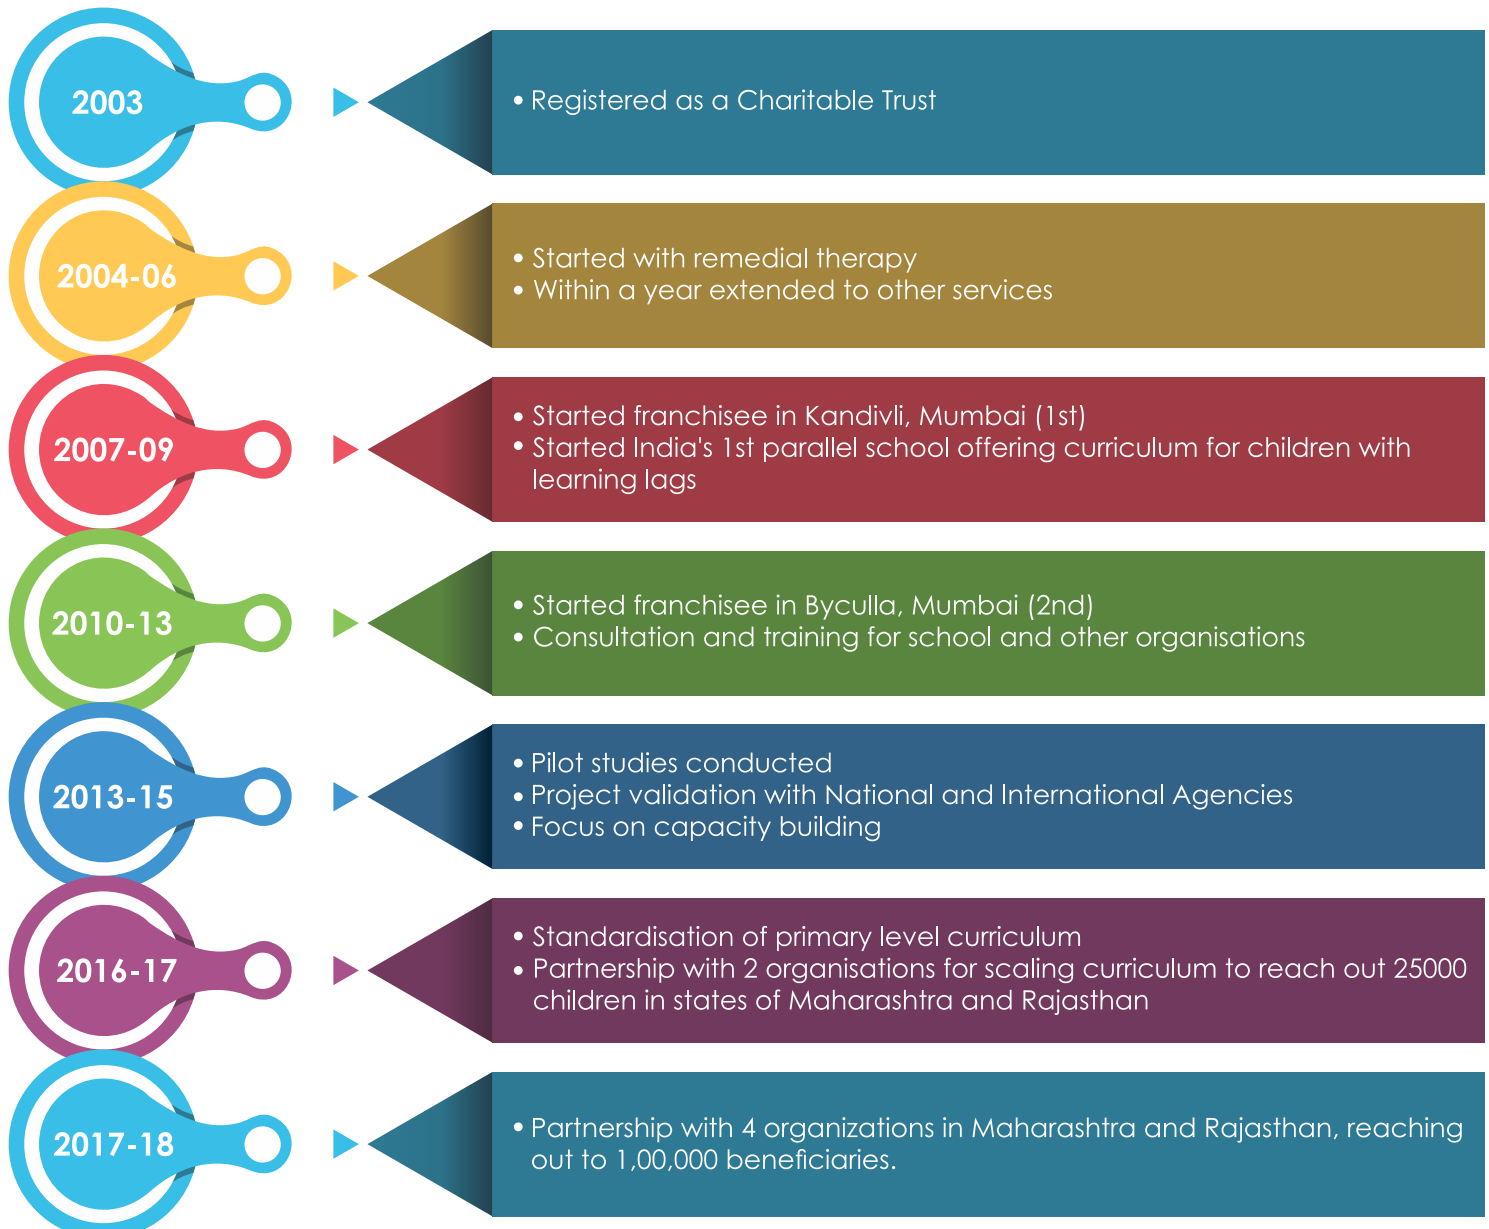 2003
• Registered as a Charitable Trust
2004-06
• Started with remedial therapy
• Within a year extended to other services
2007-09
• Started franchisee in Kandivli, Mumbai (1st)
• Started India's 1st parallel school offering curriculum for children with
learning lags
2010-13
• Started franchisee in Byculla, Mumbai (2nd)
• Consultation and training for school and other organisations
2013-15
• Pilot studies conducted
• Project validation with National and International Agencies
• Focus on capacity building
2016-17
• Standardisation of primary level curriculum
• Partnership with 2 organisations for scaling curriculum to reach out 25000
children in states of Maharashtra and Rajasthan
2017-18
• Partnership with 4 organizations in Maharashtra and Rajasthan, reaching
out to 1,00,000 beneficiaries.